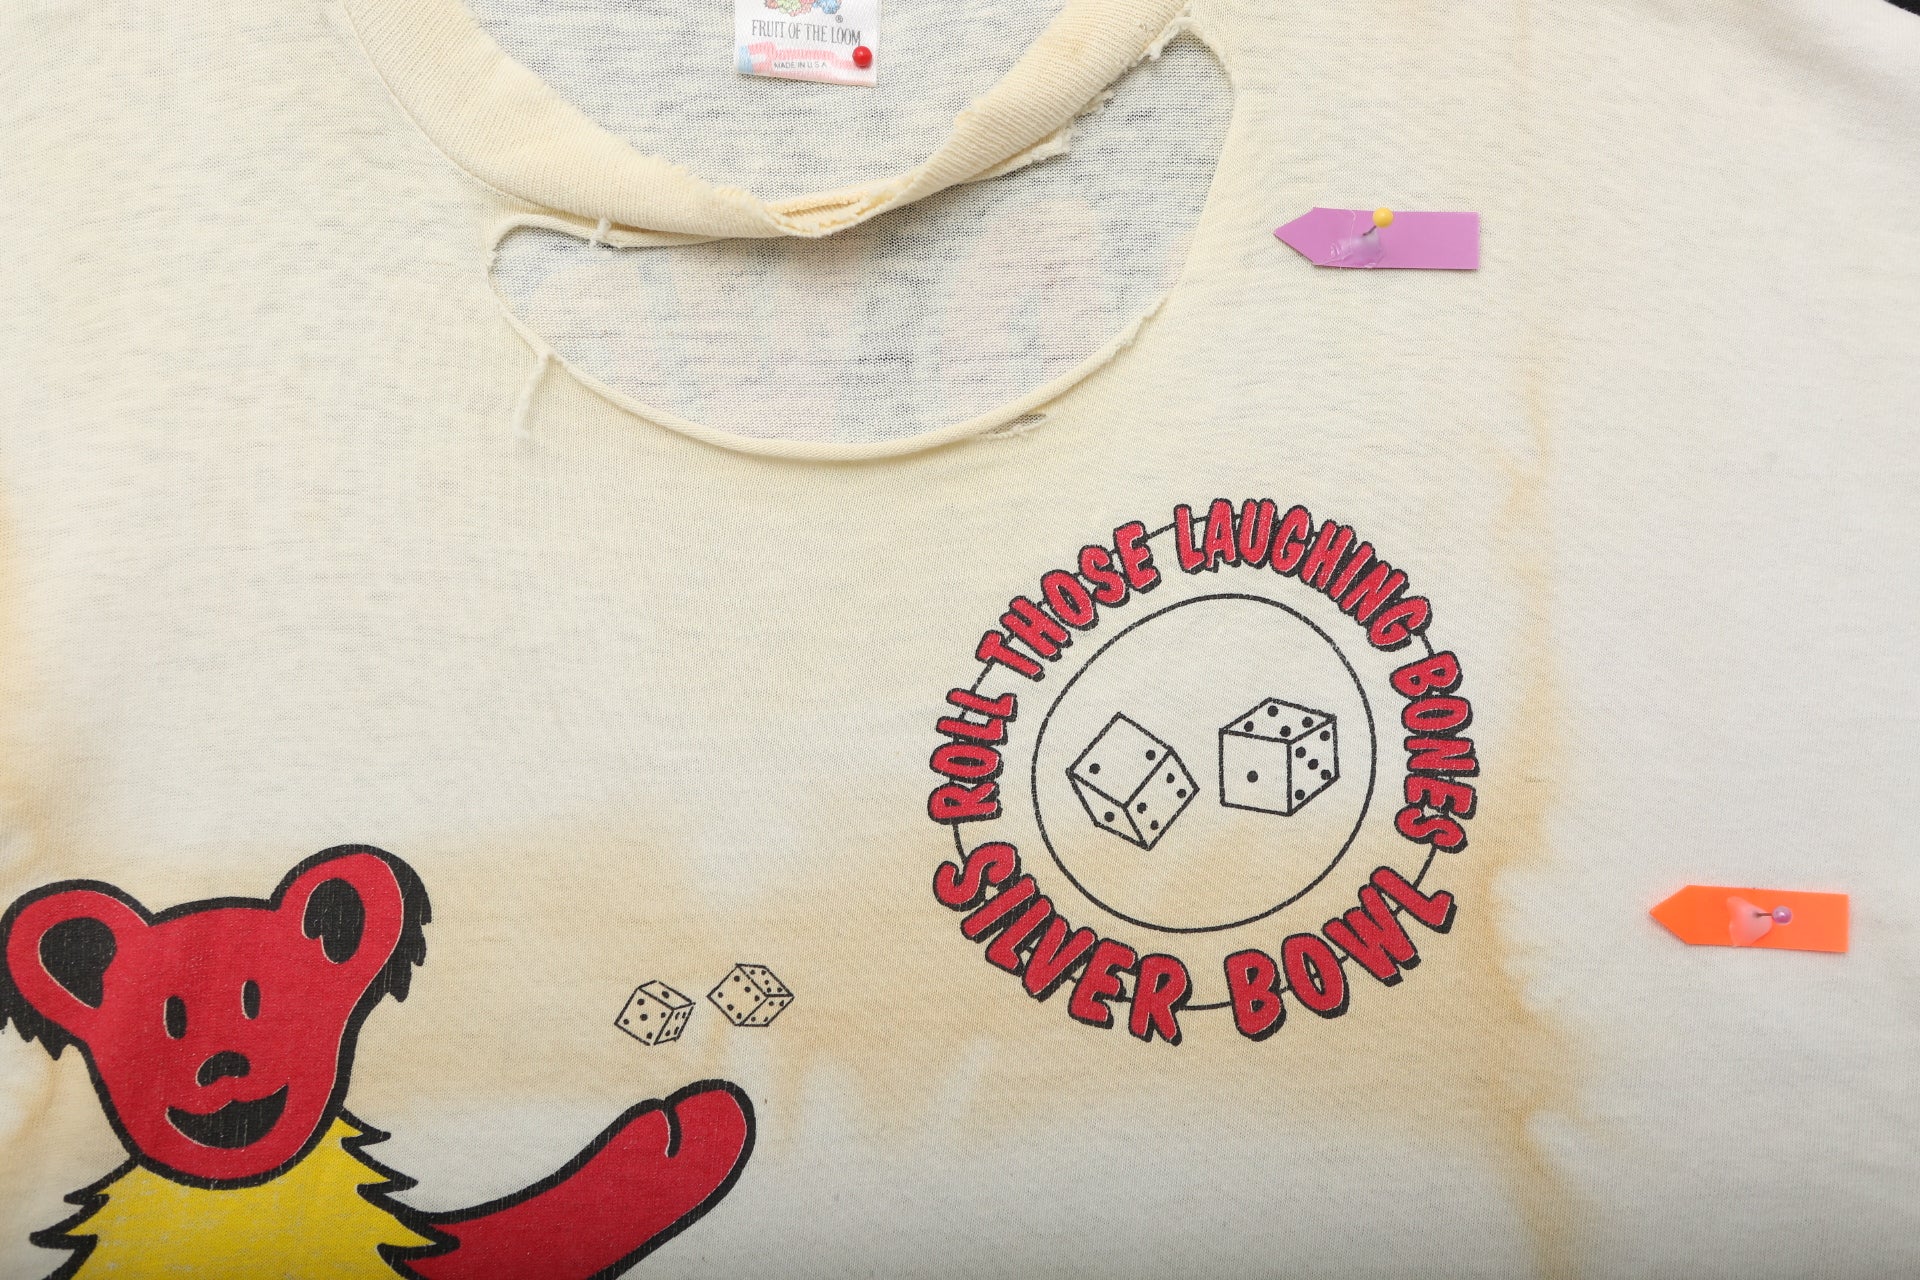 FRUIT OF THE LOOM
®
MADE IN U S A
ROLL THOSE LAUGHING BONES
SILVER BOWL